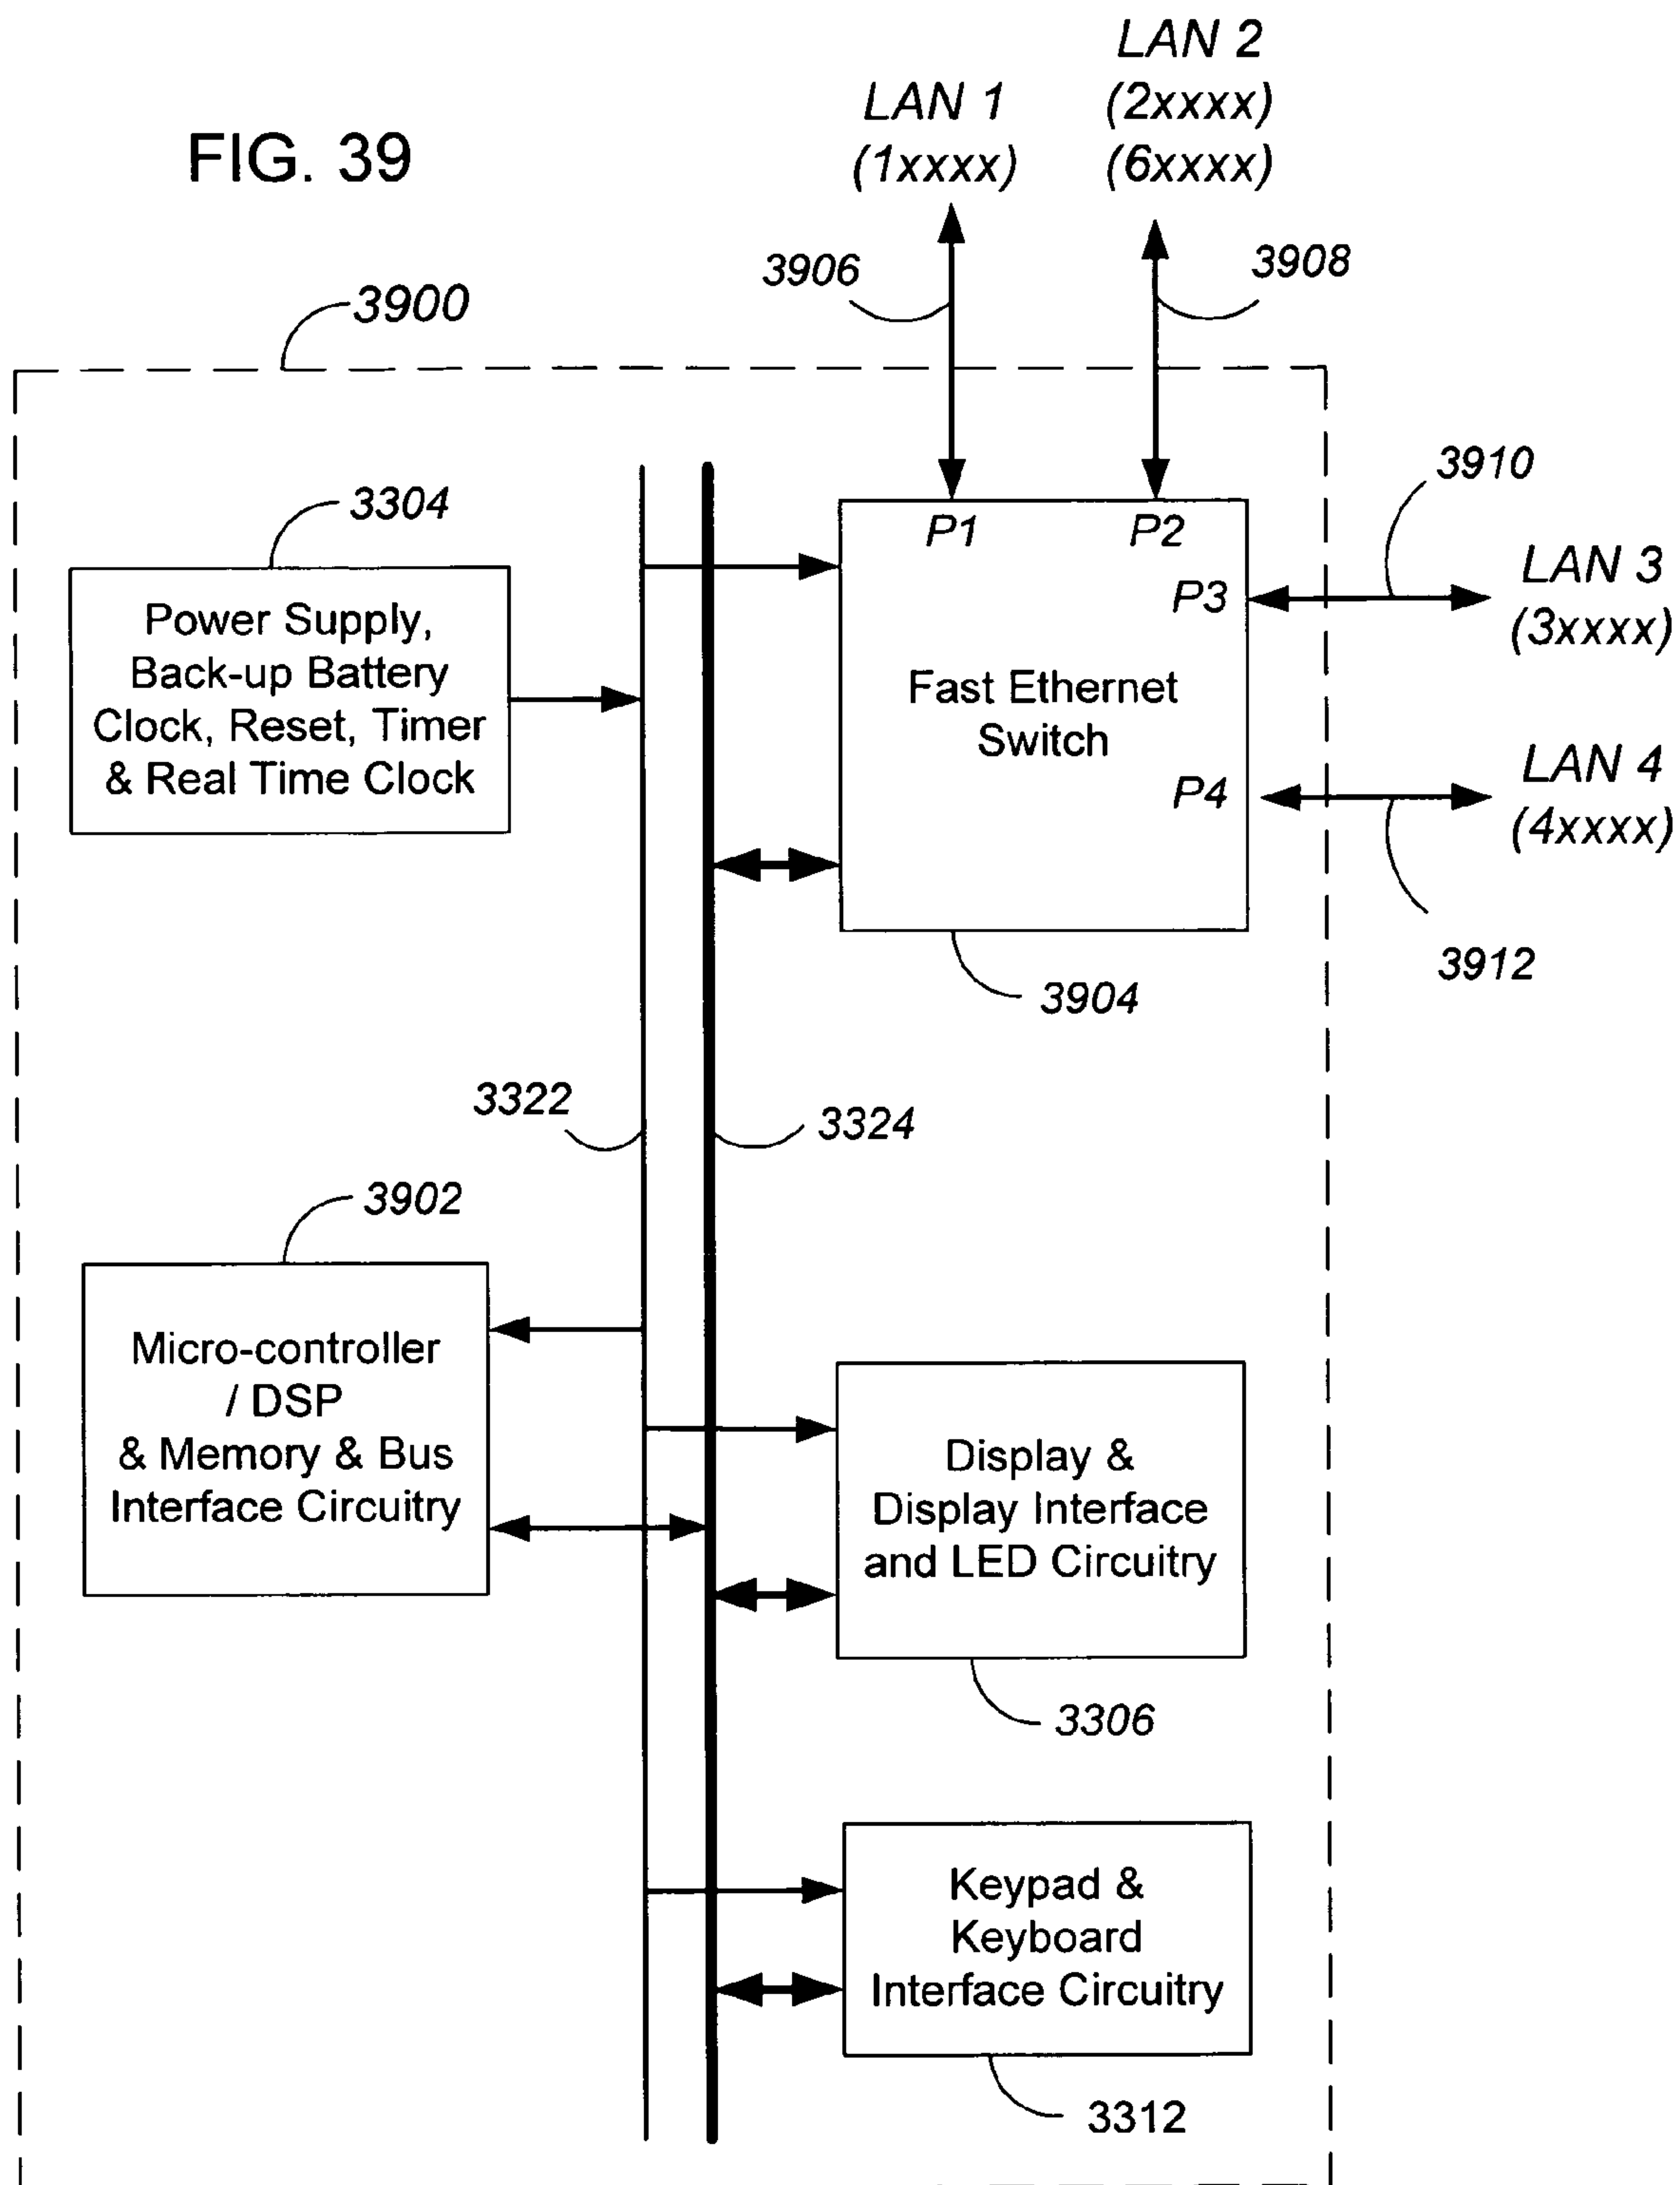 FIG. 39
LAN 1
(1xxxx)
LAN 2
(2xxxx)
(6xxxx)
3906
3908
3900
3910
3304
P1
P2
P3
LAN 3
(3xxxx)
Power Supply,
Back-up Battery
Clock, Reset, Timer
& Real Time Clock
Fast Ethernet
Switch
P4
LAN 4
(4xxxx)
3912
3904
3322
3324
3902
Micro-controller
/ DSP
& Memory & Bus
Interface Circuitry
Display &
Display Interface
and LED Circuitry
3306
Keypad &
Keyboard
Interface Circuitry
3312